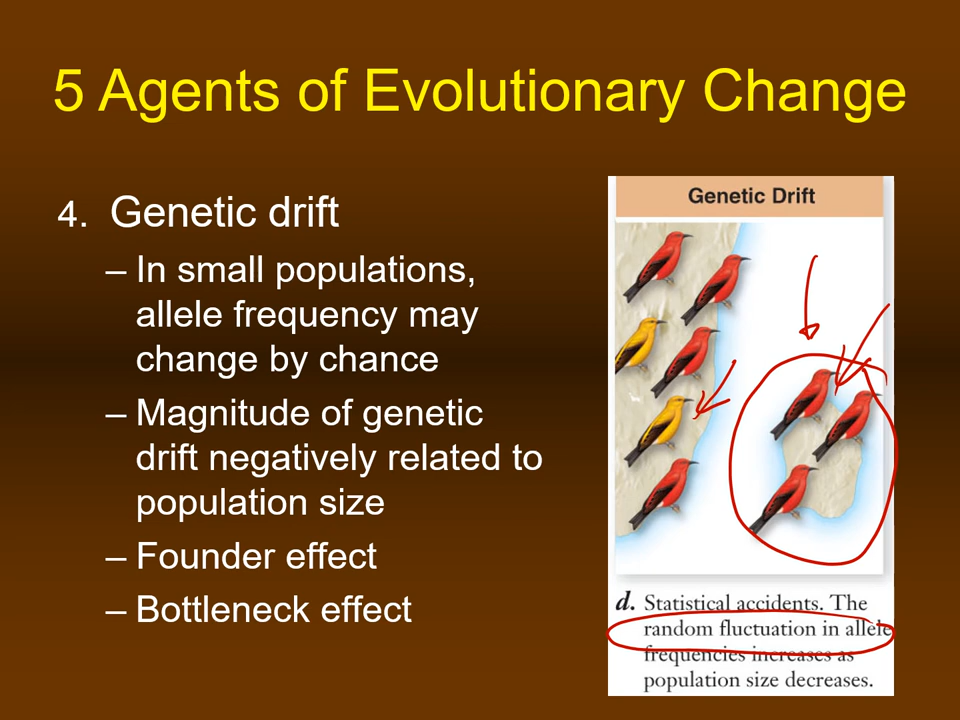 5 Agents of Evolutionary Change
4. Genetic drift
– In small populations,
allele frequency may
change by chance
– Magnitude of genetic
drift negatively related to
population size
– Founder effect
– Bottleneck effect
Genetic Drift
d. Statistical accidents. The
random fluctuation in allele
frequencies increases as
population size decreases.